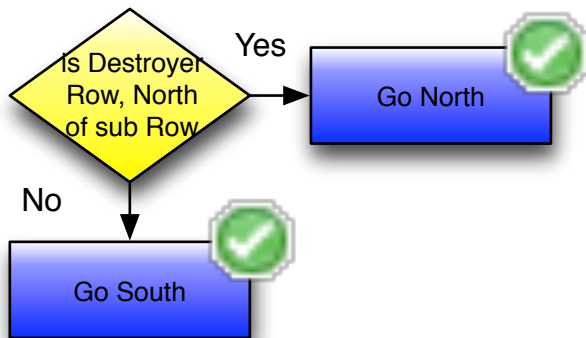 is Destroyer
Row, North
of sub Row
Yes
Go North
No
Go South